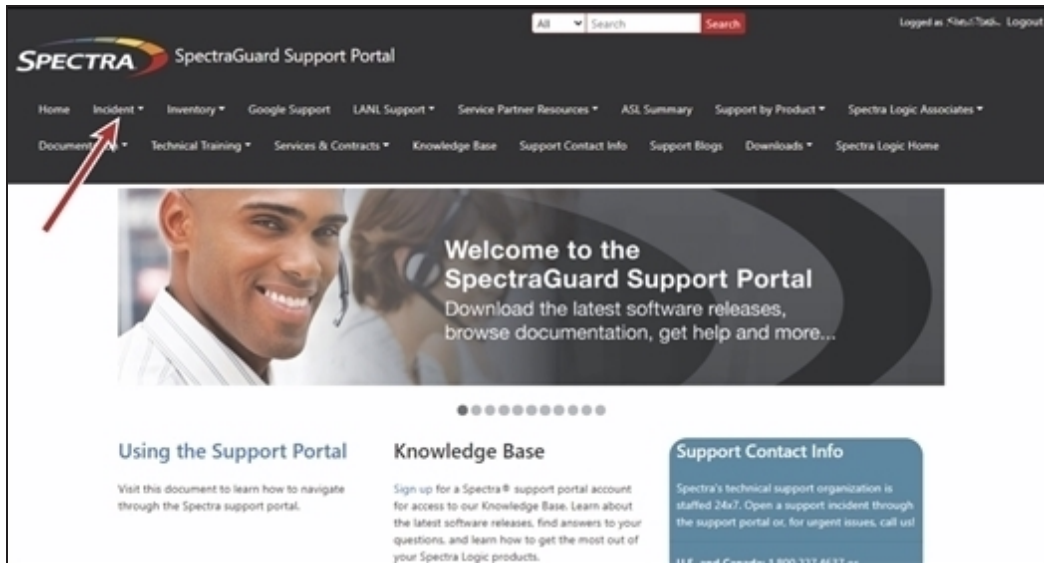 All Search Search Logged as Logout
SPECTRA SpectraGuard Support Portal
Home Incident Inventory Google Support LANL Support Service Partner Resources ASL Summary Support by Product Spectra Logic Associates
Technical Training Services & Contracts Knowledge Base Support Contact Info Support Blogs Downloads Spectra Logic Home
Welcome to the
SpectraGuard Support Portal
Download the latest software releases,
browse documentation, get help and more...
Using the Support Portal
Visit this document to learn how to navigate
through the Spectra support portal.
Knowledge Base
Sign up for a Spectra® support portal account
for access to our Knowledge Base. Learn about
the latest software releases, find answers to your
questions, and learn how to get the most out of
your Spectra Logic products.
Support Contact Info
Spectra's technical support organization is
staffed 24x7. Open a support incident through
the support portal or, for urgent issues, call us!
U.S. and Canada: